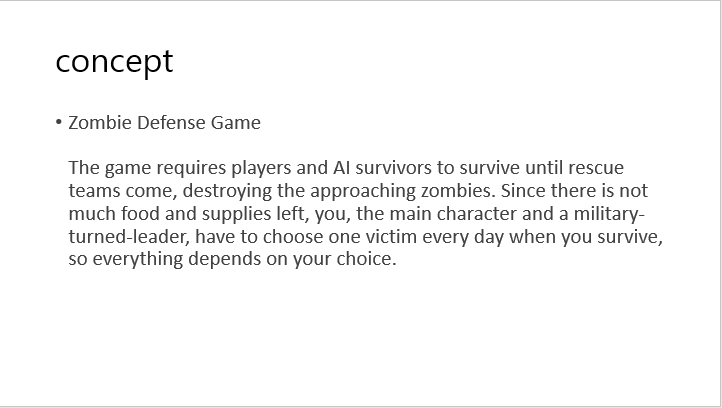 concept
• Zombie Defense Game
The game requires players and AI survivors to survive until rescue
teams come, destroying the approaching zombies. Since there is not
much food and supplies left, you, the main character and a military-
turned-leader, have to choose one victim every day when you survive,
so everything depends on your choice.